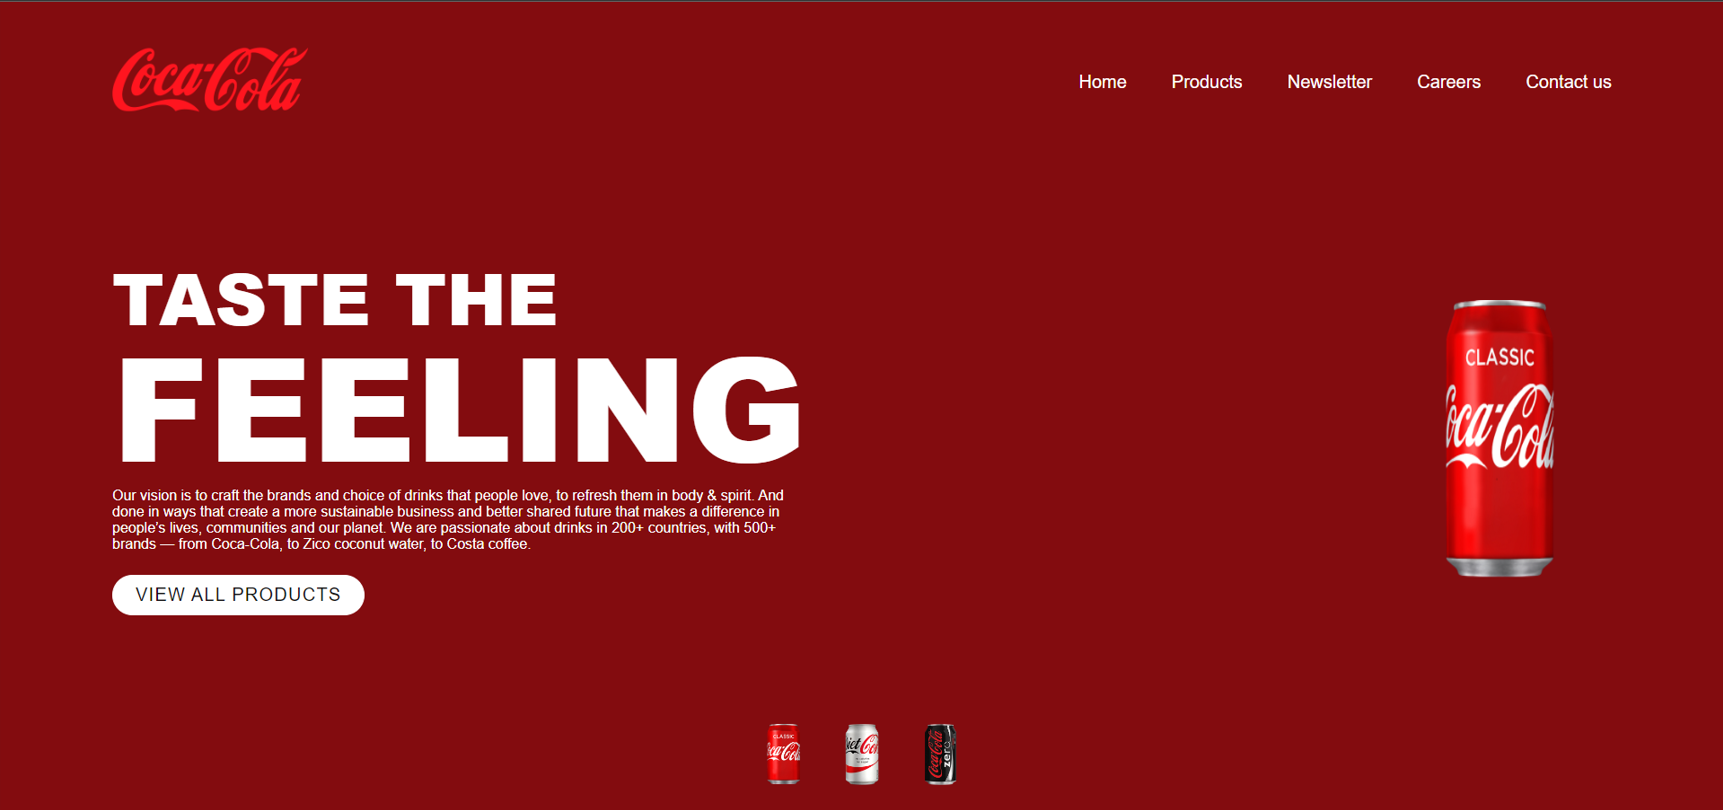 Coca-Cola
Home Products Newsletter Careers Contact us
TASTE THE
FEELING
Our vision is to craft the brands and choice of drinks that people love, to refresh them in body & spirit. And
done in ways that create a more sustainable business and better shared future that makes a difference in
people's lives, communities and our planet. We are passionate about drinks in 200+ countries, with 500+
brands — from Coca-Cola, to Zico coconut water, to Costa coffee.
VIEW ALL PRODUCTS
CLASSIC
Coca-Cola
CLASSIC
Coca-Cola
diet Coke
Coca-Cola
zero